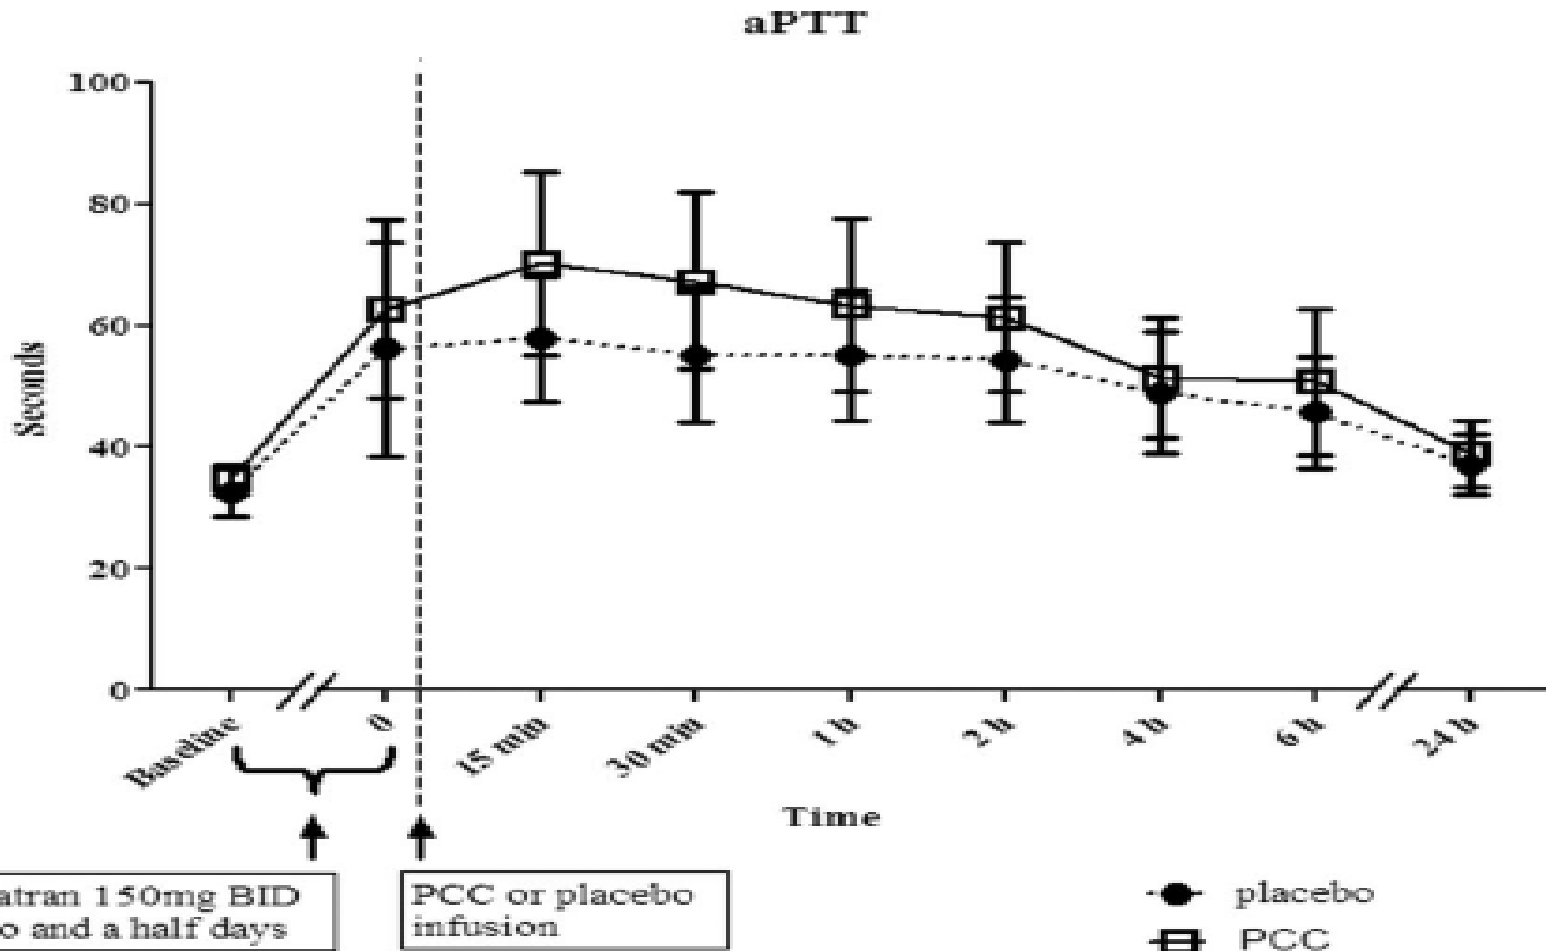 aPTT
100
80
60
40
20
0
Seconds
Baseline
0
15 min
30 min
1 h
2 h
4 h
6 h
24 h
Time
atran 150mg BID
o and a half days
PCC or placebo
infusion
placebo
PCC